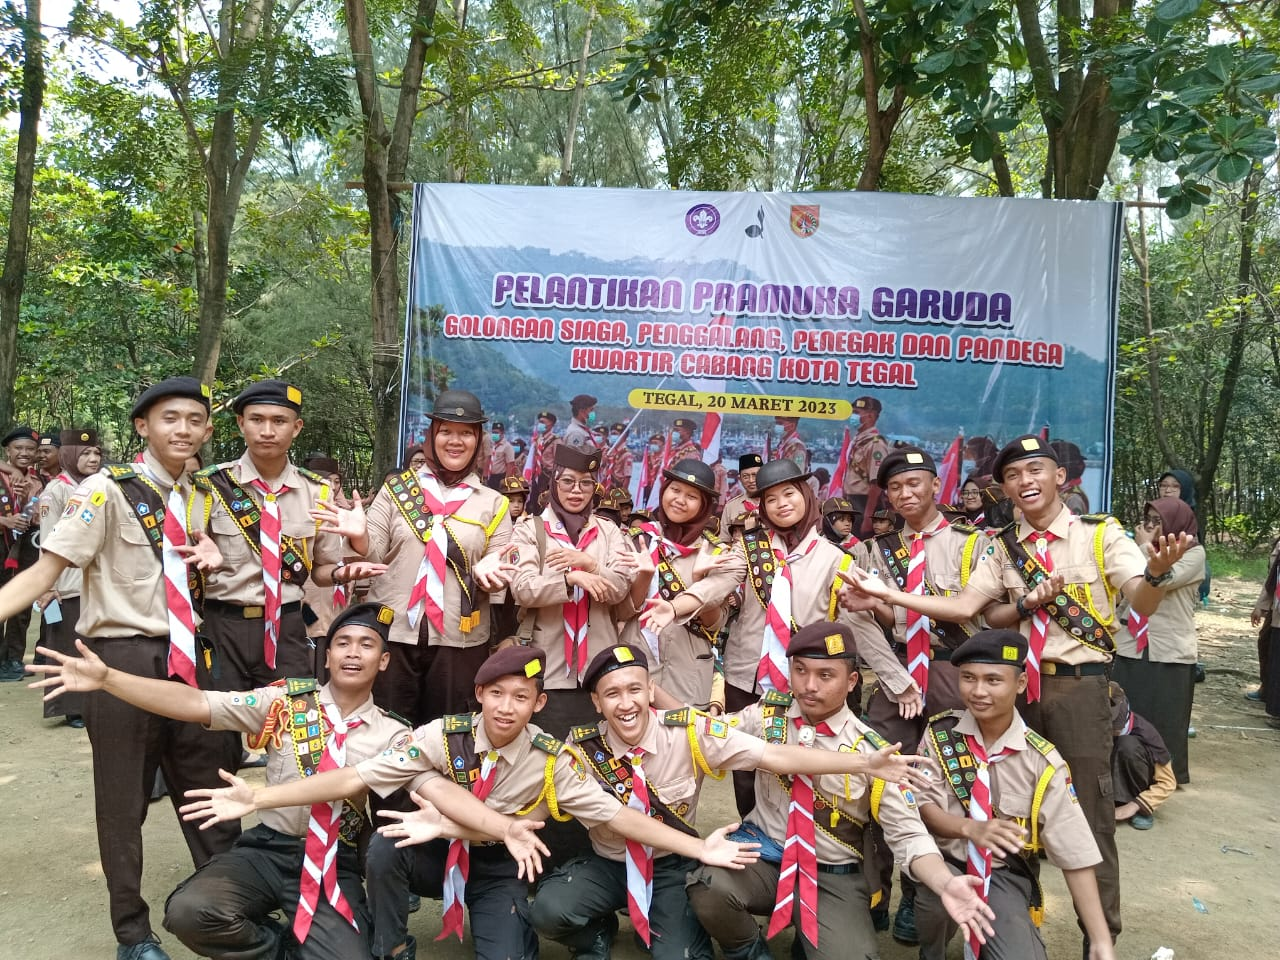 PELANTIKAN PRAMUKA GARUDA
GOLONGAN SIAGA, PENGGALANG, PENEGAK DAN PANDEGA
KWARTIR CABANG KOTA TEGAL
TEGAL, 20 MARET 2023